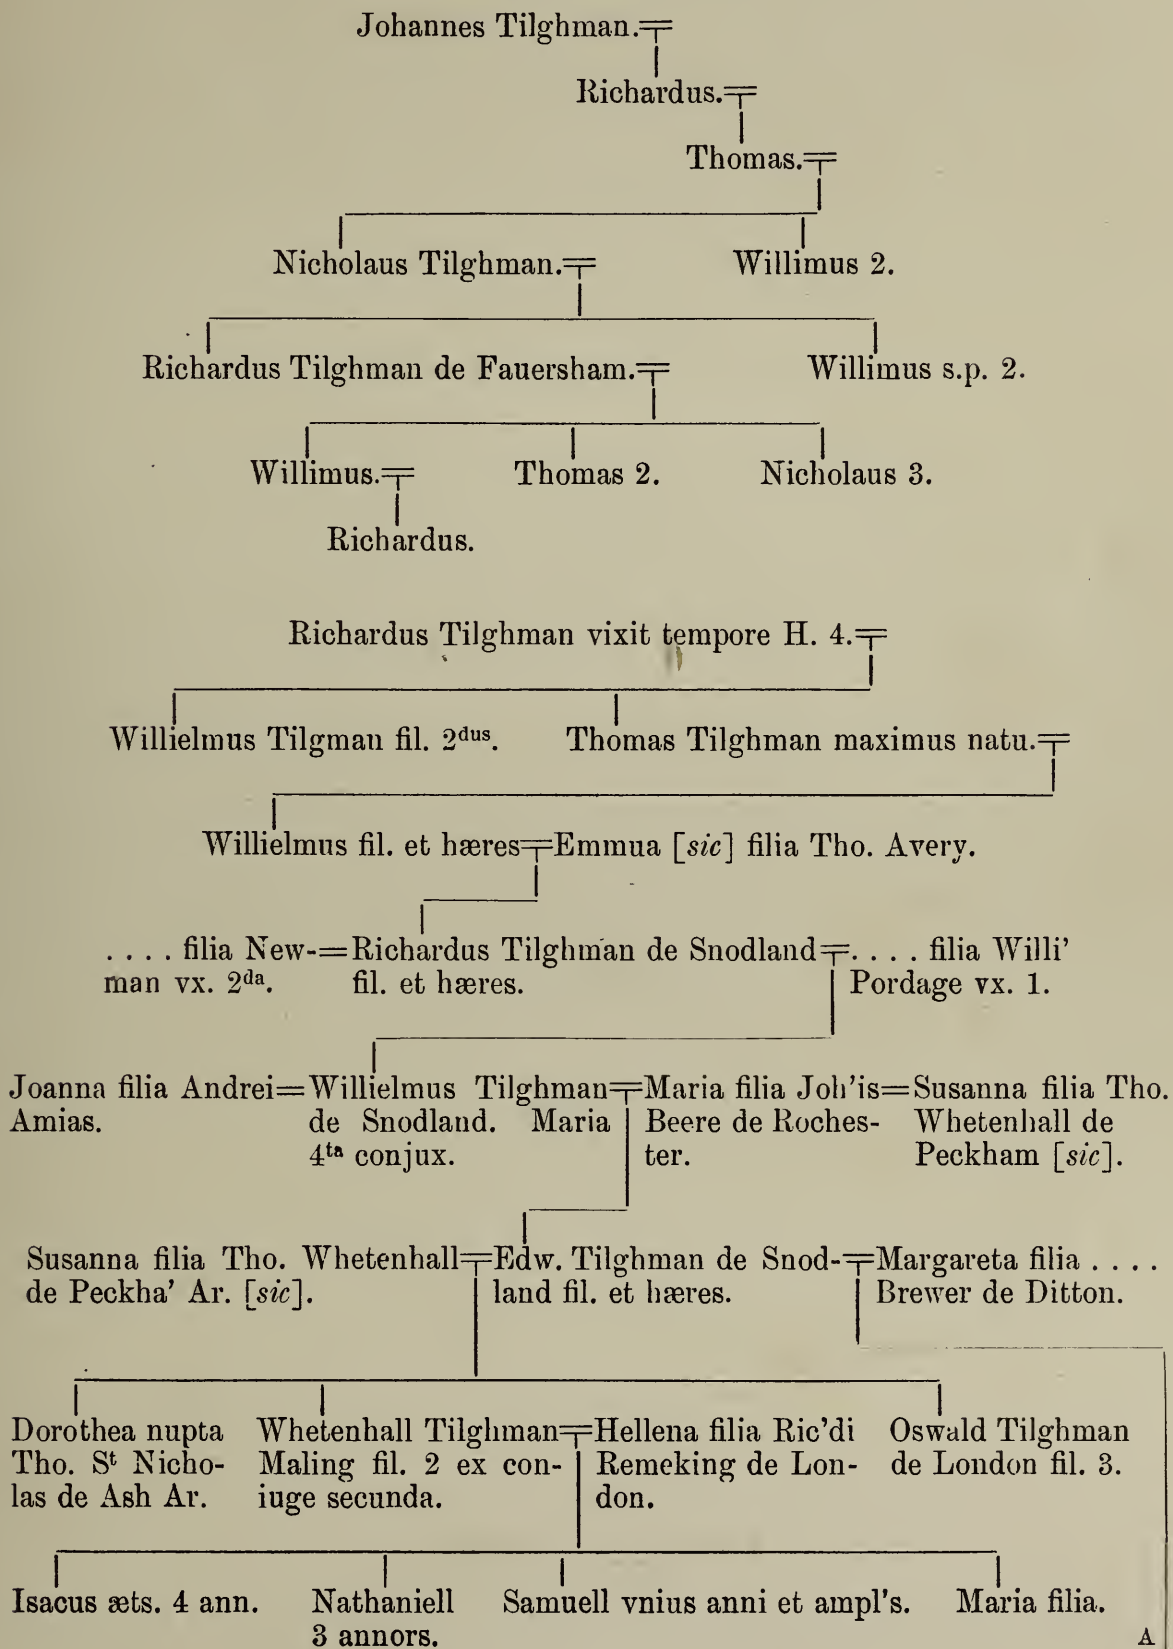 Johannes Tilghman.
Richardus.
Thomas.
Nicholaus Tilghman. Willimus 2.
Richardus Tilghman de Fauersham. Willimus s.p. 2.
Willimus. Thomas 2. Nicholaus 3.
Richardus.
Richardus Tilghman vixit tempore H. 4.
Willielmus Tilgman fil. 2dus. Thomas Tilghman maximus natu.
Willielmus fil. et hæres Emmua [sic] filia Tho. Avery.
. . . . filia New-
man vx. 2da.
Richardus Tilghman de Snodland
fil. et hæres.
. . . . filia Willi'
Pordage vx. 1.
Joanna filia Andrei
Amias.
Willielmus Tilghman
de Snodland. Maria
4ta conjux.
Maria filia Joh'is
Beere de Roches-
ter.
Susanna filia Tho.
Whetenhall de
Peckham [sic].
Susanna filia Tho. Whetenhall
de Peckha' Ar. [sic].
Edw. Tilghman de Snod-
land fil. et hæres.
Margareta filia . . . .
Brewer de Ditton.
Dorothea nupta
Tho. St Nicho-
las de Ash Ar.
Whetenhall Tilghman
Maling fil. 2 ex con-
iuge secunda.
Hellena filia Ric'di
Remeking de Lon-
don.
Oswald Tilghman
de London fil. 3.
Isacus æts. 4 ann.
Nathaniell
3 annors.
Samuell vnius anni et ampl's.
Maria filia.
A